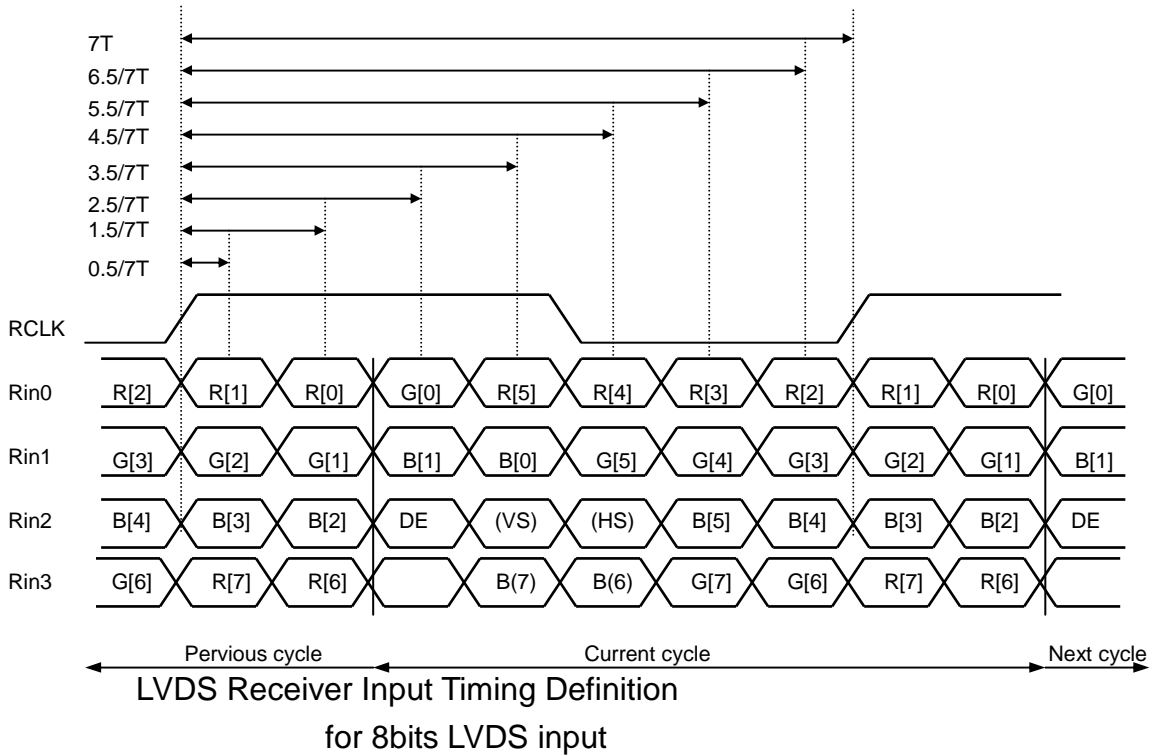 7T
6.5/7T
5.5/7T
4.5/7T
3.5/7T
2.5/7T
1.5/7T
0.5/7T
RCLK
Rin0 R[2] R[1] R[0] G[0] R[5] R[4] R[3] R[2] R[1] R[0] G[0]
Rin1 G[3] G[2] G[1] B[1] B[0] G[5] G[4] G[3] G[2] G[1] B[1]
Rin2 B[4] B[3] B[2] DE (VS) (HS) B[5] B[4] B[3] B[2] DE
Rin3 G[6] R[7] R[6] B(7) B(6) G[7] G[6] R[7] R[6]
Pervious cycle Current cycle Next cycle
LVDS Receiver Input Timing Definition
for 8bits LVDS input